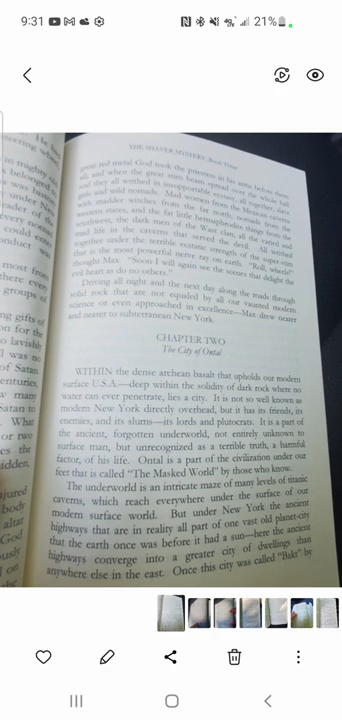 9:31
21%
THE SHAVER MYSTERY, Book Three
great red metal God took the priestess in his arms before them
all, and when the great stim beam spread over the whole hall
and they all writhed in insupportable ecstasy, all together,
girls and wild nomads. Mad women from the Mexican caverns
with madder witches from the far north, nomads from the
western states, and the fat little hermaphroditic things from the
southwest, the dark men of the West clan, all the varied and
mad life in the caverns that served the devil. All writhed
together under the terrible exstatic strength of the super-stim
that is the most powerful nerve ray on earth. "Roll, wheels!"
thought Max. "Soon I will again see the scenes that delight the
evil heart as do no others."
Driving all night and the next day along the roads through
solid rock that are not equaled by all our vaunted modern
science or even approached in excellence—Max drew nearer
and nearer to subterranean New York.
CHAPTER TWO
The City of Ontal
WITHIN the dense archean basalt that upholds our modern
surface U.S.A.—deep within the solidity of dark rock where no
water can ever penetrate, lies a city. It is not so well known as
modern New York directly overhead, but it has its friends, its
enemies, and its slums—its lords and plutocrats. It is a part of
the ancient, forgotten underworld, not entirely unknown to
surface man, but unrecognized as a terrible truth, a harmful
factor, of his life. Ontal is a part of the civilization under our
feet that is called "The Masked World" by those who know.
The underworld is an intricate maze of many levels of titanic
caverns, which reach everywhere under the surface of our
modern surface world. But under New York the ancient
highways that are in reality all part of one vast old planet-city
that the earth once was before it had a sun—here the ancient
highways converge into a greater city of dwellings than
anywhere else in the east. Once this city was called "Bakt" by